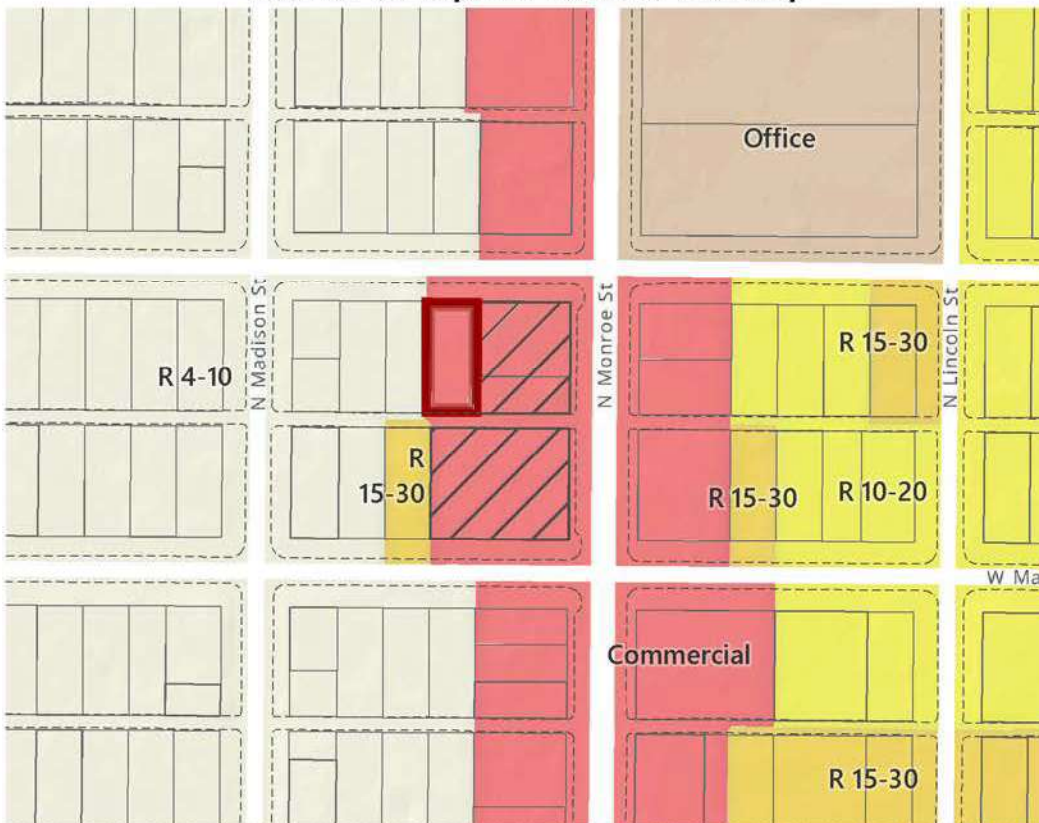 Office
N Madison St
N Monroe St
N Lincoln St
R 4-10
R 15-30
R
15-30
R 15-30
R 10-20
W Ma
Commercial
R 15-30